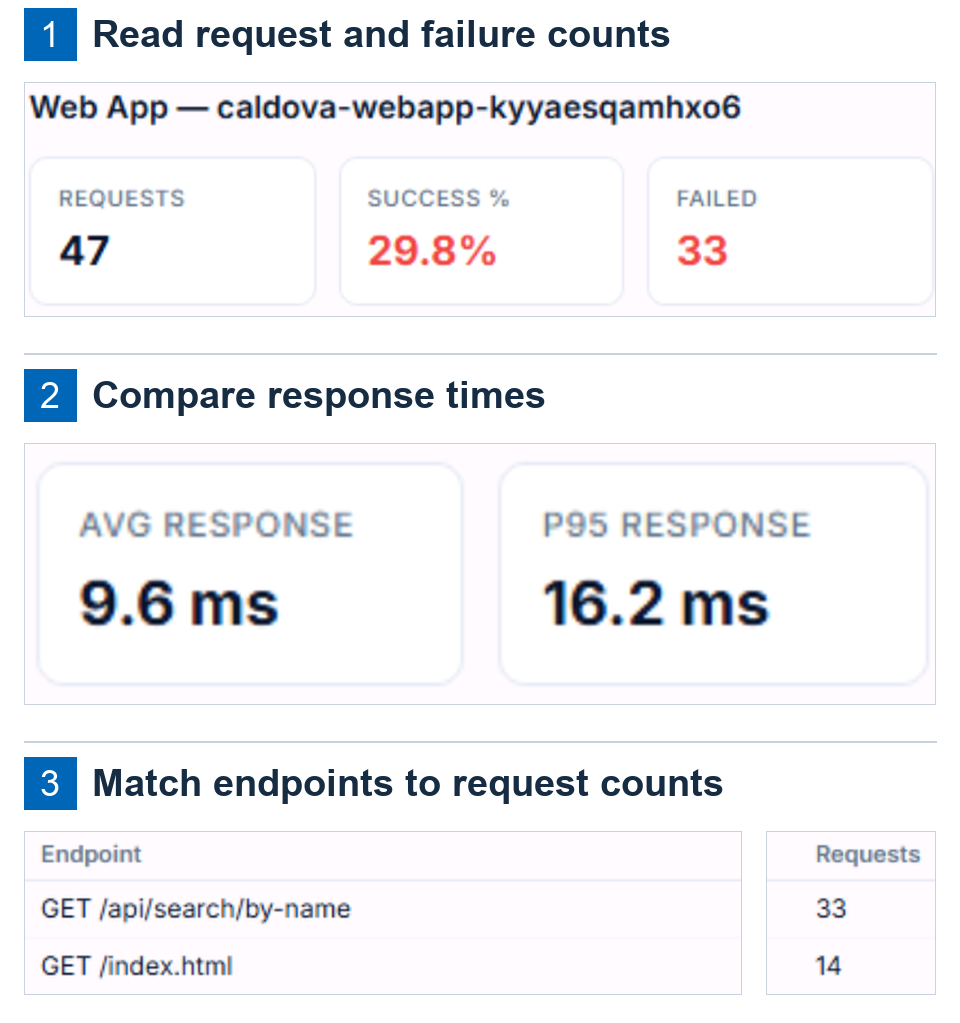 1 Read request and failure counts
Web App — caldova-webapp-kyyaesqamhxo6
REQUESTS SUCCESS % FAILED
47 29.8% 33
2 Compare response times
AVG RESPONSE P95 RESPONSE
9.6 ms 16.2 ms
3 Match endpoints to request counts
Endpoint Requests
GET /api/search/by-name 33
GET /index.html 14